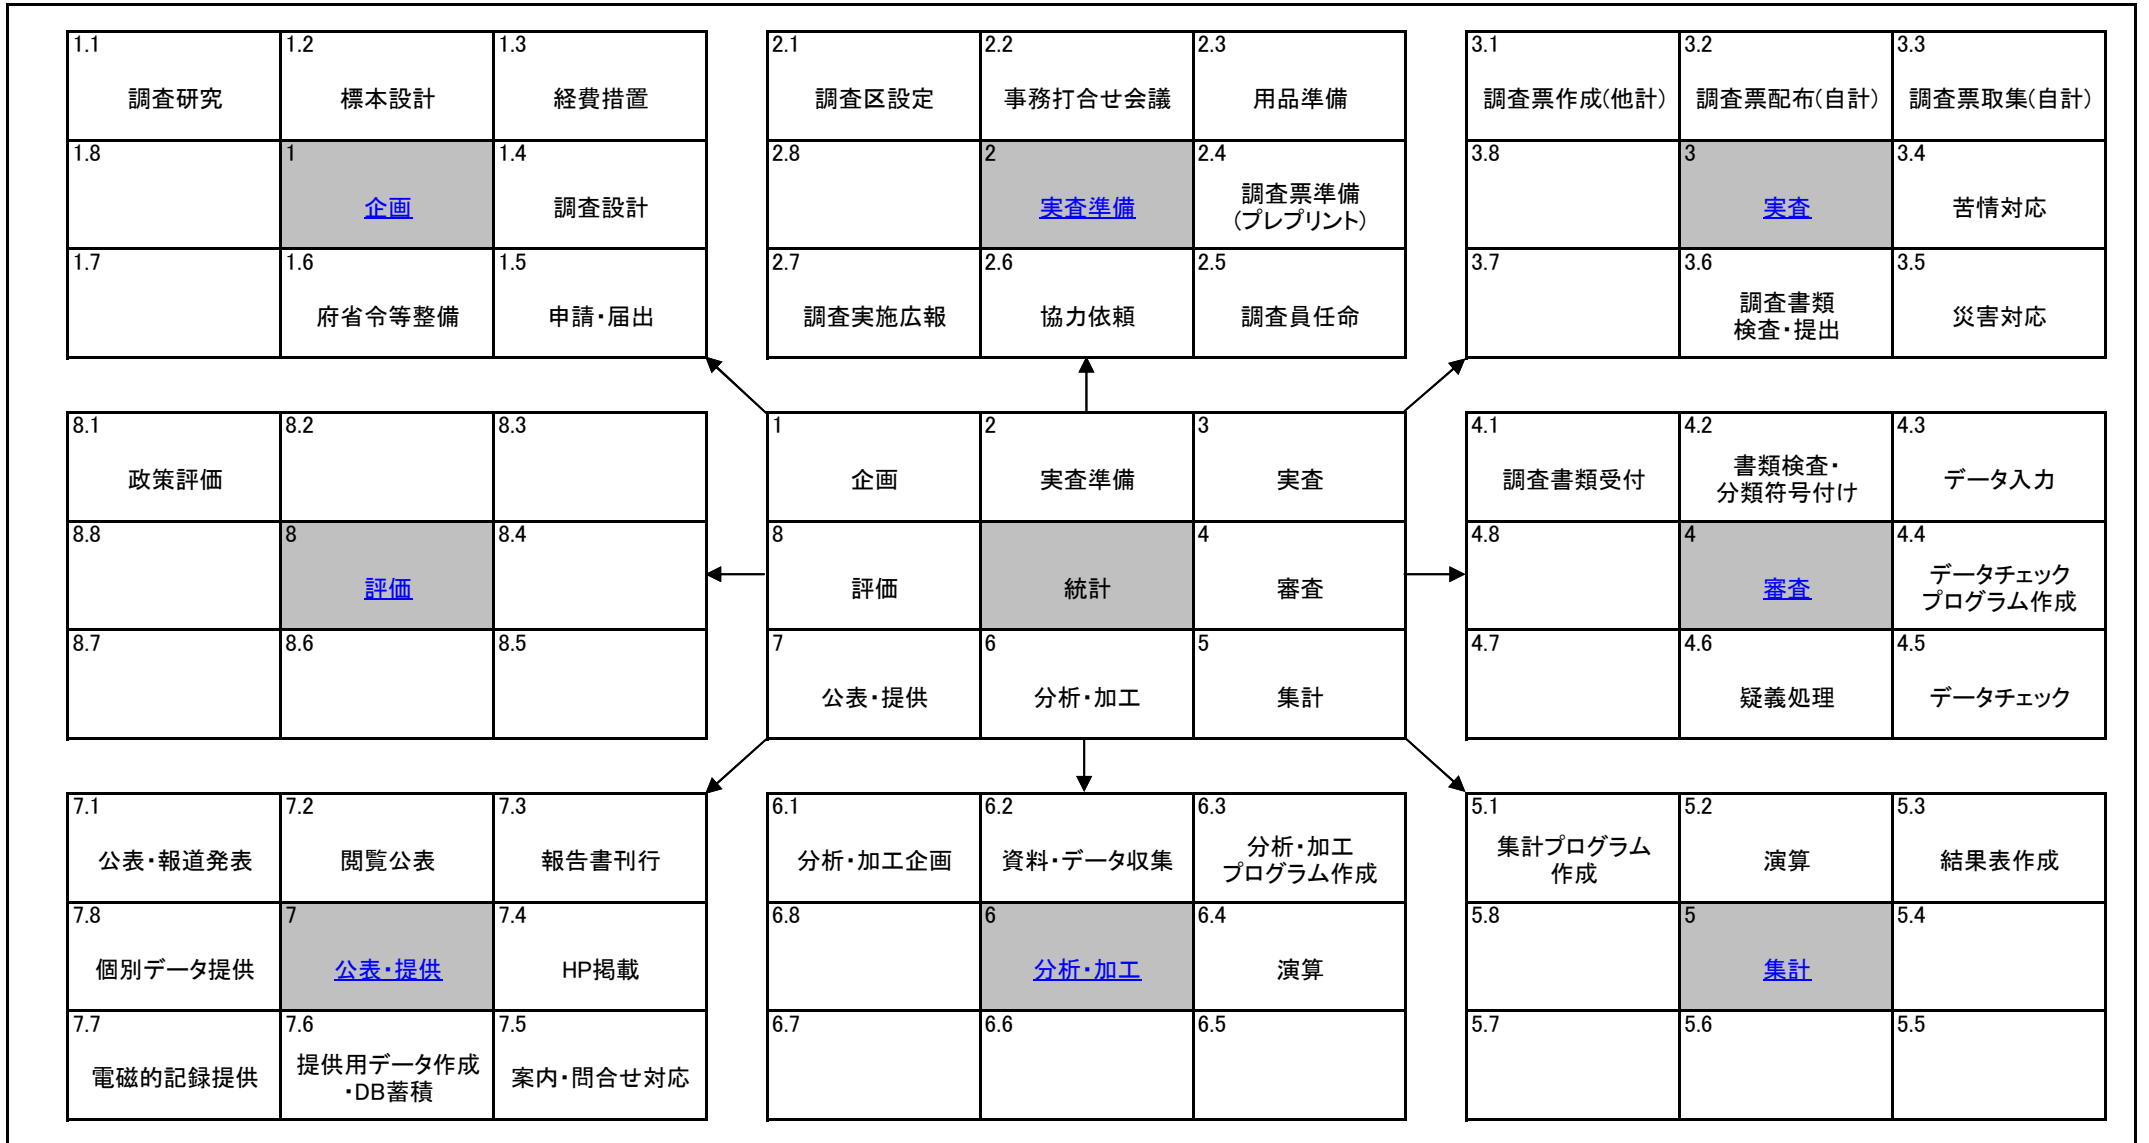 1.1
調査研究
1.2
標本設計
1.3
経費措置
1.8
1
企画
1.4
調査設計
1.7
1.6
府省令等整備
1.5
申請・届出
2.1
調査区設定
2.2
事務打合せ会議
2.3
用品準備
2.8
2
実査準備
2.4
調査票準備
(プレプリント)
2.7
調査実施広報
2.6
協力依頼
2.5
調査員任命
3.1
調査票作成(他計)
3.2
調査票配布(自計)
3.3
調査票取集(自計)
3.8
3
実査
3.4
苦情対応
3.7
3.6
調査書類
検査・提出
3.5
災害対応
8.1
政策評価
8.2
8.3
8.8
8
評価
8.4
8.7
8.6
8.5
1
企画
2
実査準備
3
実査
8
評価
統計
4
審査
7
公表・提供
6
分析・加工
5
集計
4.1
調査書類受付
4.2
書類検査・
分類符号付け
4.3
データ入力
4.8
4
審査
4.4
データチェック
プログラム作成
4.7
4.6
疑義処理
4.5
データチェック
7.1
公表・報道発表
7.2
閲覧公表
7.3
報告書刊行
7.8
個別データ提供
7
公表・提供
7.4
HP掲載
7.7
電磁的記録提供
7.6
提供用データ作成
・DB蓄積
7.5
案内・問合せ対応
6.1
分析・加工企画
6.2
資料・データ収集
6.3
分析・加工
プログラム作成
6.8
6
分析・加工
6.4
演算
6.7
6.6
6.5
5.1
集計プログラム
作成
5.2
演算
5.3
結果表作成
5.8
5
集計
5.4
5.7
5.6
5.5